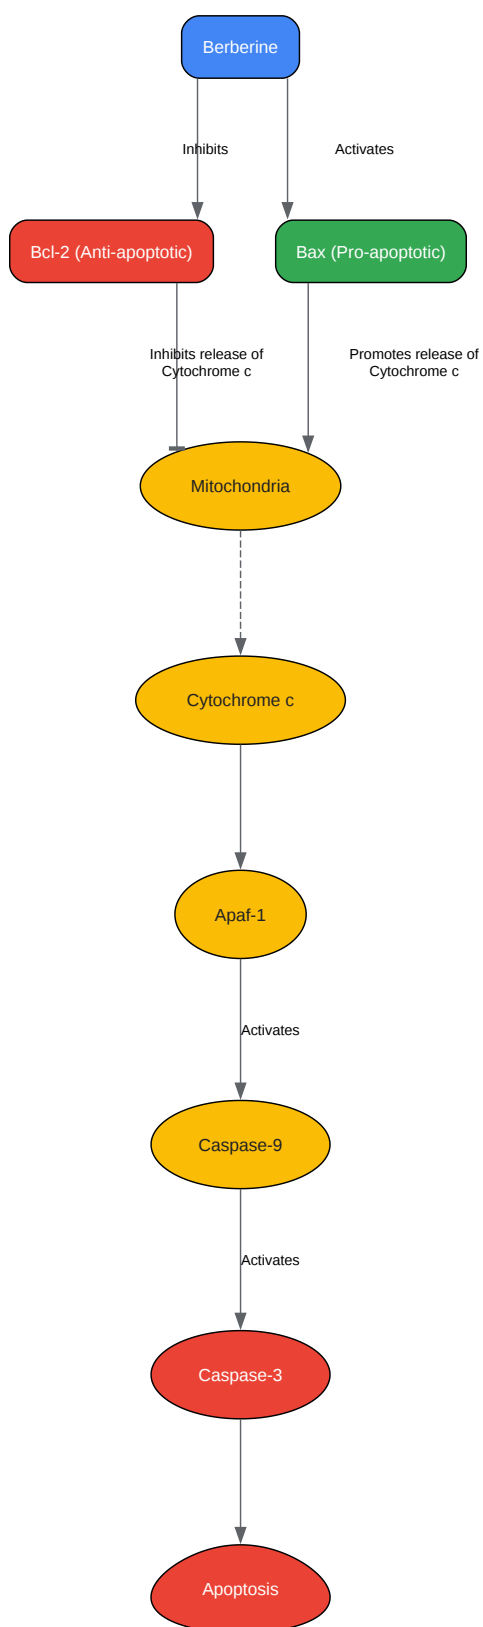 Berberine
Inhibits
Activates
Bcl-2 (Anti-apoptotic)
Bax (Pro-apoptotic)
Inhibits release of
Cytochrome c
Promotes release of
Cytochrome c
Mitochondria
Cytochrome c
Apaf-1
Activates
Caspase-9
Activates
Caspase-3
Apoptosis